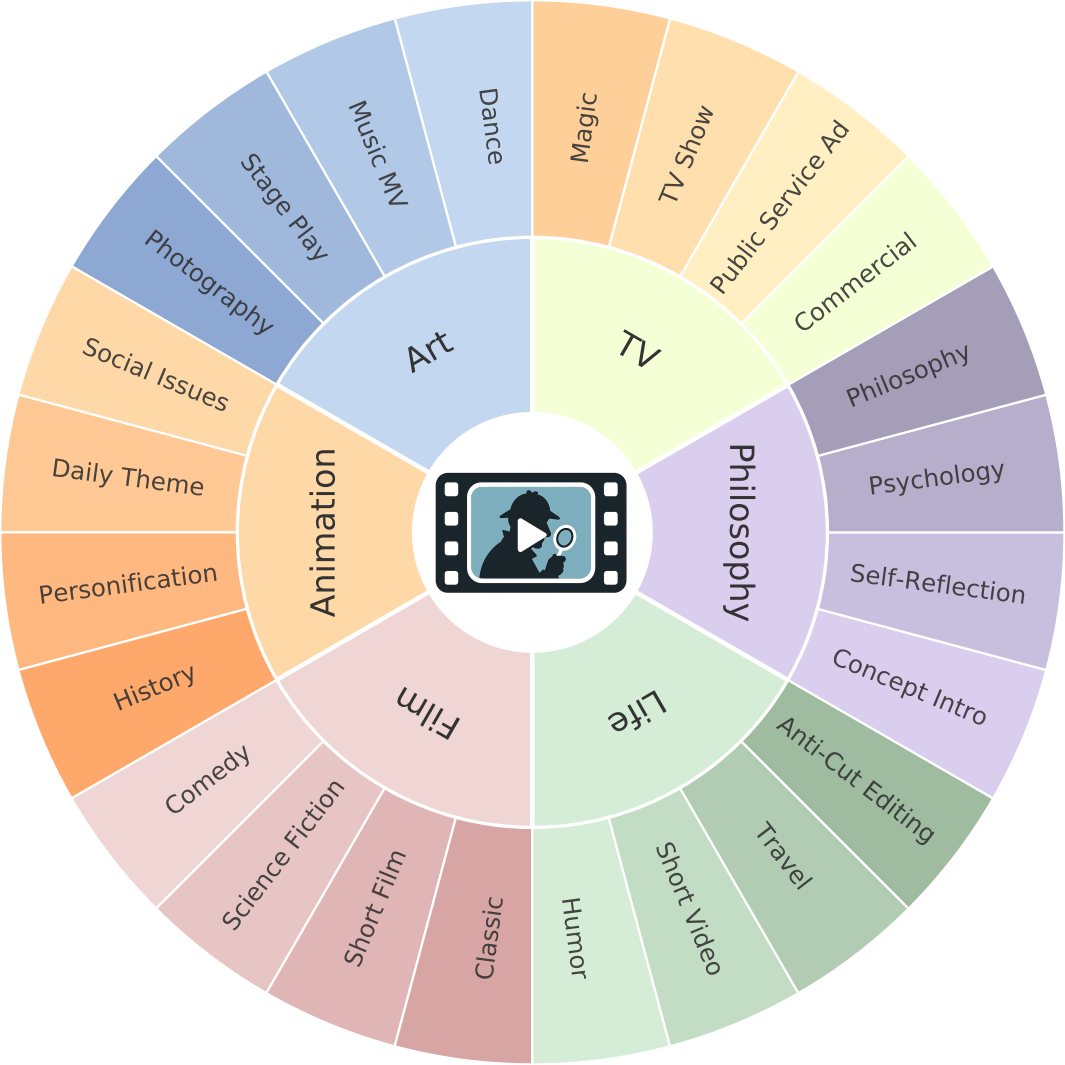 TV
Magic
TV Show
Public Service Ad
Commercial
Philosophy
Philosophy
Psychology
Self-Reflection
Concept Intro
Life
Anti-Cut Editing
Travel
Short Video
Humor
Film
Classic
Short Film
Science Fiction
Comedy
Animation
History
Personification
Daily Theme
Social Issues
Art
Photography
Stage Play
Music MV
Dance